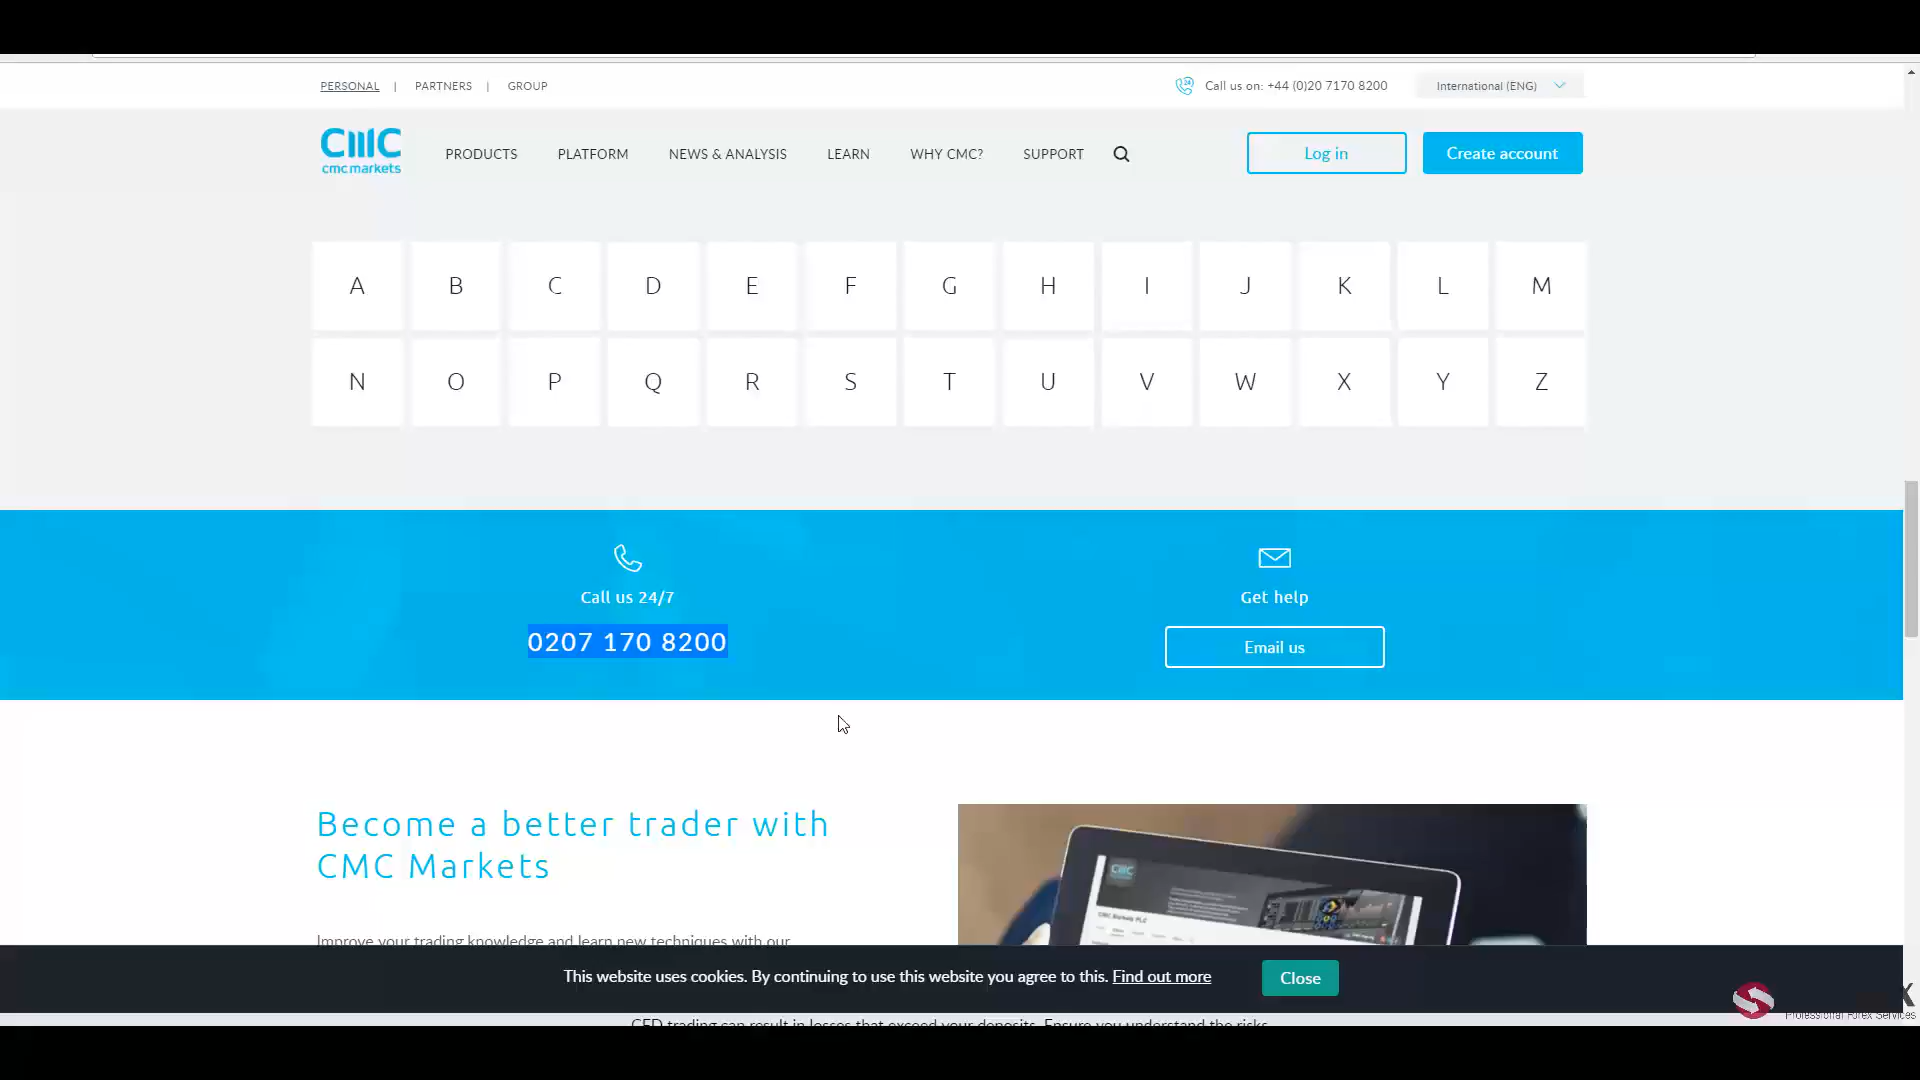 PERSONAL | PARTNERS | GROUP
Call us on: +44 (0)20 7170 8200
International (ENG)
CMC
cmc markets
PRODUCTS PLATFORM NEWS & ANALYSIS LEARN WHY CMC? SUPPORT
Log in
Create account
A B C D E F G H I J K L M
N O P Q R S T U V W X Y Z
Call us 24/7
0207 170 8200
Get help
Email us
Become a better trader with
CMC Markets
Improve your trading knowledge and learn new techniques with our
CMC
CMC Markets PLC
This website uses cookies. By continuing to use this website you agree to this. Find out more
Close
X
Professional Forex Services
CFD trading can result in losses that exceed your deposits. Ensure you understand the risks